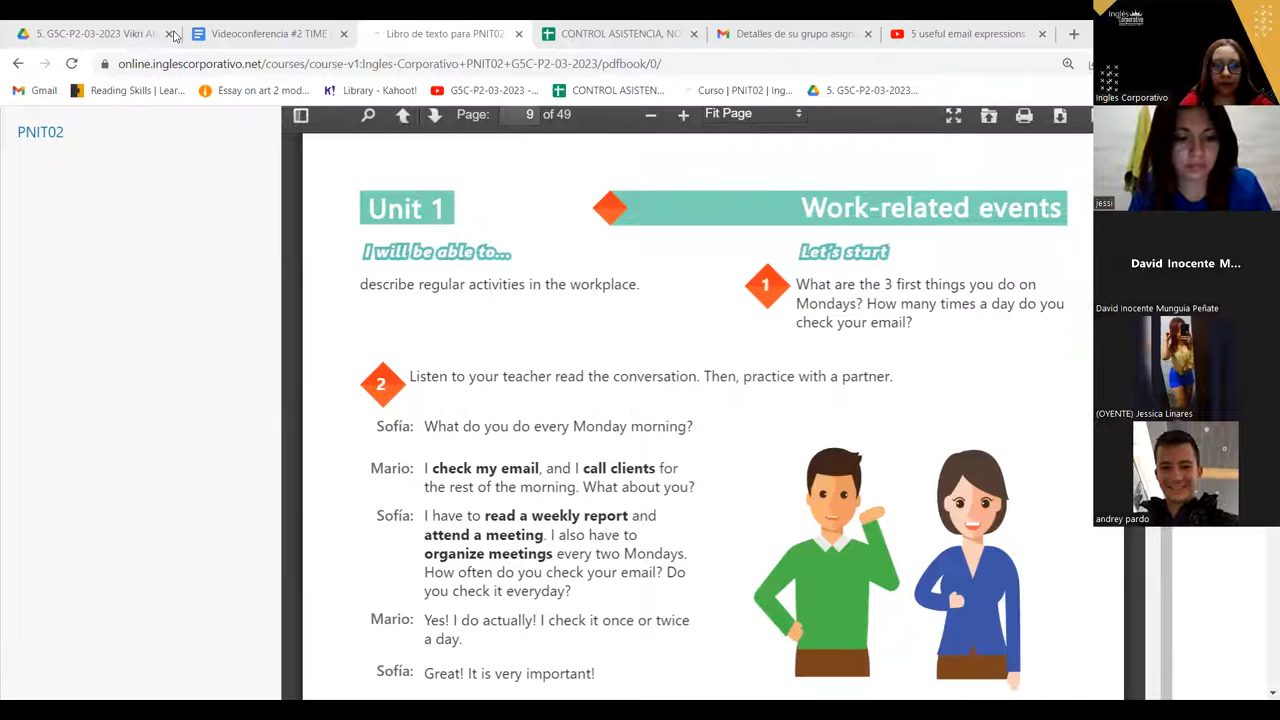 5. G5C-P2-03-2023 Vikri Al
Videoconferencia #2 TIME
Libro de texto para PNIT02
CONTROL ASISTENCIA, NO
Detalles de su grupo asign
5 useful email expressions
online.inglescorporativo.net/courses/course-v1:Ingles-Corporativo+PNIT02+G5C-P2-03-2023/pdfbook/0/
Gmail
Reading Skills | Lear...
Essay on art 2 mod...
Library - Kahoot!
G5C-P2-03-2023 -...
CONTROL ASISTEN...
Curso | PNIT02 | Ing...
5. G5C-P2-03-2023...
PNIT02
Page: 9 of 49
Fit Page
Unit 1
Work-related events
I will be able to...
describe regular activities in the workplace.
Let's start
1
What are the 3 first things you do on
Mondays? How many times a day do you
check your email?
2
Listen to your teacher read the conversation. Then, practice with a partner.
Sofía: What do you do every Monday morning?
Mario: I check my email, and I call clients for
the rest of the morning. What about you?
Sofía: I have to read a weekly report and
attend a meeting. I also have to
organize meetings every two Mondays.
How often do you check your email? Do
you check it everyday?
Mario: Yes! I do actually! I check it once or twice
a day.
Sofía: Great! It is very important!
Inglés
Corporativo
Ingles Corporativo
jessi
David Inocente M...
David Inocente Munguia Peñate
(OYENTE) Jessica Linares
andrey pardo